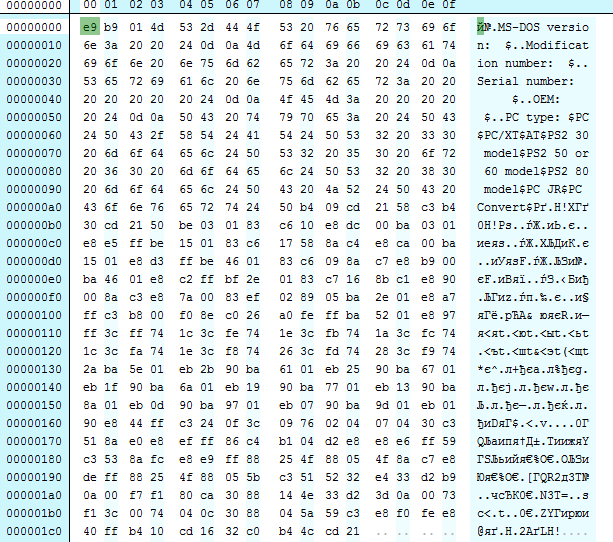 00000000 00 01 02 03 04 05 06 07 08 09 0a 0b 0c 0d 0e 0f
00000000 e9 b9 01 4d 53 2d 44 4f 53 20 76 65 72 73 69 6f й№.MS-DOS versio
00000010 6e 3a 20 20 24 0d 0a 4d 6f 64 69 66 69 63 61 74 n:  $..Modificat
00000020 69 6f 6e 20 6e 75 6d 62 65 72 3a 20 20 24 0d 0a ion number:  $..
00000030 53 65 72 69 61 6c 20 6e 75 6d 62 65 72 3a 20 20 Serial number:
00000040 20 20 20 20 20 24 0d 0a 4f 45 4d 3a 20 20 20 20      $..OEM:
00000050 24 0d 0a 50 43 20 74 79 70 65 3a 20 24 50 43 $..PC type: $PC
00000060 24 50 43 2f 58 54 24 41 54 24 50 53 32 20 33 30 $PC/XT$AT$PS2 30
00000070 20 6d 6f 64 65 6c 24 50 53 32 20 35 30 20 6f 72  model$PS2 50 or
00000080 20 36 30 20 6d 6f 64 65 6c 24 50 53 32 20 38 30  60 model$PS2 80
00000090 20 6d 6f 64 65 6c 24 50 43 20 4a 52 24 50 43 20  model$PC JR$PC
000000a0 43 6f 6e 76 65 72 74 24 50 b4 09 cd 21 58 c3 b4 Convert$Pґ.Н!XГґ
000000b0 30 cd 21 50 be 03 01 83 c6 10 e8 dc 00 ba 03 01 0Н!Pѕ..ѓЖ.иЬ.є..
000000c0 e8 e5 ff be 15 01 83 c6 17 58 8a c4 e8 ca 00 ba иеяѕ..ѓЖ.XЉДиК.є
000000d0 15 01 e8 d3 ff be 46 01 83 c6 09 8a c7 e8 b9 00 ..иУяѕF.ѓЖ.ЉЗи№.
000000e0 ba 46 01 e8 c2 ff bf 2e 01 83 c7 16 8b c1 e8 90 єF.иВяї..ѓЗ.‹Биђ
000000f0 00 8a c3 e8 7a 00 83 ef 02 89 05 ba 2e 01 e8 a7 .ЉГиz.ѓп.‰.є..и§
00000100 ff c3 b8 00 f0 8e c0 26 a0 fe ff ba 52 01 e8 97 яГё.рЋА& юяєR.и—
00000110 ff 3c ff 74 1c 3c fe 74 1e 3c fb 74 1a 3c fc 74 я<яt.<юt.<ыt.<ьt
00000120 1c 3c fa 74 1e 3c f8 74 26 3c fd 74 28 3c f9 74 .<ъt.<шt&<эt(<щt
00000130 2a ba 5e 01 eb 2b 90 ba 61 01 eb 25 90 ba 67 01 *є^.л+ђєa.л%ђєg.
00000140 eb 1f 90 ba 6a 01 eb 19 90 ba 77 01 eb 13 90 ba л.ђєj.л.ђєw.л.ђє
00000150 8a 01 eb 0d 90 ba 97 01 eb 07 90 ba 9d 01 eb 01 Љ.л.ђє—.л.ђєќ.л.
00000160 90 e8 44 ff c3 24 0f 3c 09 76 02 04 07 04 30 c3 ђиDяГ$.<.v....0Г
00000170 51 8a e0 e8 ef ff 86 c4 b1 04 d2 e8 e8 e6 ff 59 QЉаипя†Д±.ТиижяY
00000180 c3 53 8a fc e8 e9 ff 88 25 4f 88 05 4f 8a c7 e8 ГSЉьийя€%O€.OЉЗи
00000190 de ff 88 25 4f 88 05 5b c3 51 52 32 e4 33 d2 b9 Юя€%O€.[ГQR2д3Т№
000001a0 0a 00 f7 f1 80 ca 30 88 14 4e 33 d2 3d 0a 00 73 ..чсЂК0€.N3Т=..s
000001b0 f1 3c 00 74 04 0c 30 88 04 5a 59 c3 e8 f0 fe e8 с<.t..0€.ZYГирюи
000001c0 40 ff b4 10 cd 16 32 c0 b4 4c cd 21 .. .. .. .. @яґ.Н.2АґLН!....